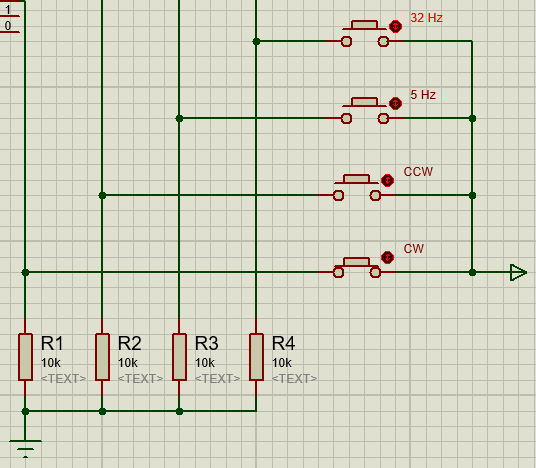 1
0
32 Hz
5 Hz
CCW
CW
R1 R2 R3 R4
10k 10k 10k 10k
<TEXT> <TEXT> <TEXT> <TEXT>